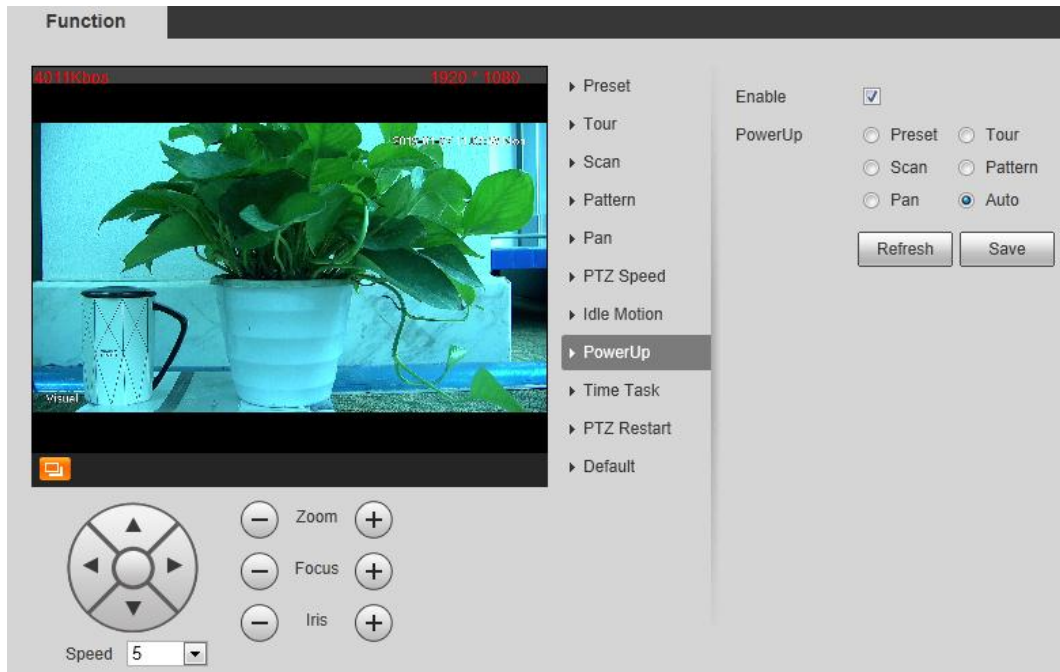 Function
4011Kbps 1920 * 1080
Visuel
Preset
Tour
Scan
Pattern
Pan
PTZ Speed
Idle Motion
PowerUp
Time Task
PTZ Restart
Default
Enable
PowerUp Preset Tour
Scan Pattern
Pan Auto
Refresh Save
Zoom
Focus
Iris
Speed 5